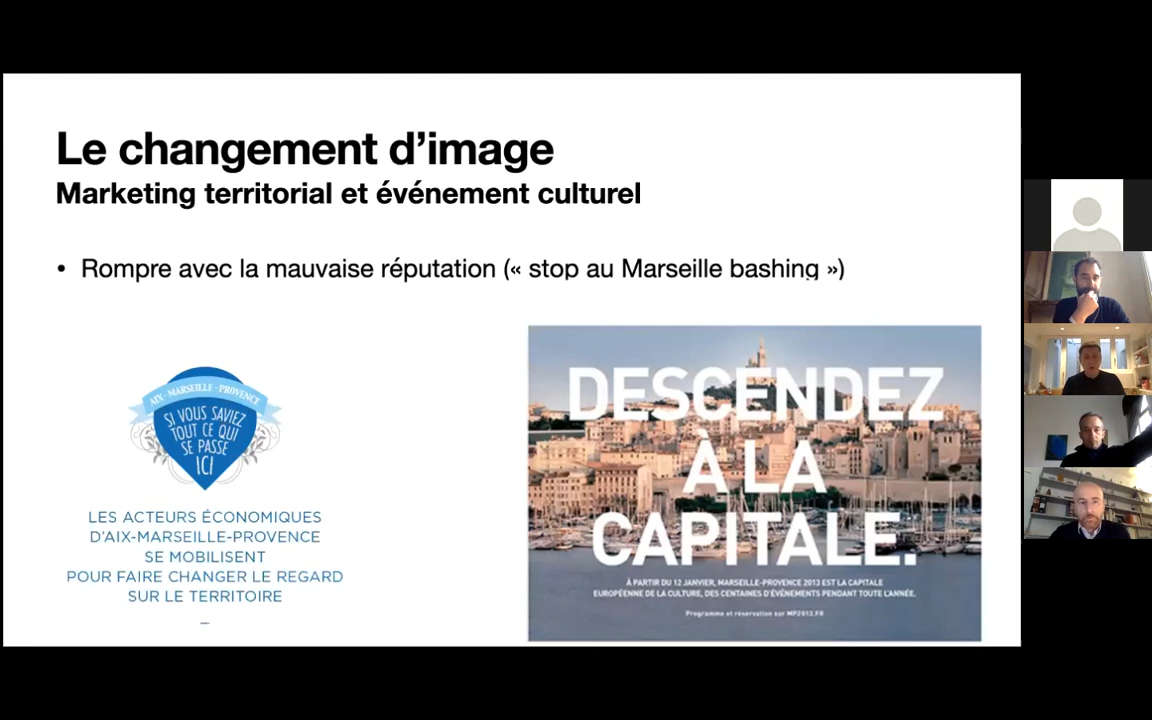 Le changement d’image
Marketing territorial et événement culturel
• Rompre avec la mauvaise réputation (« stop au Marseille bashing »)
AIX - MARSEILLE - PROVENCE
SI VOUS SAVIEZ
TOUT CE QUI
SE PASSE
ICI
LES ACTEURS ÉCONOMIQUES
D’AIX-MARSEILLE-PROVENCE
SE MOBILISENT
POUR FAIRE CHANGER LE REGARD
SUR LE TERRITOIRE
DESCENDEZ
À LA
CAPITALE.
À PARTIR DU 12 JANVIER, MARSEILLE-PROVENCE 2013 EST LA CAPITALE
EUROPÉENNE DE LA CULTURE, DES CENTAINES D’ÉVÉNEMENTS PENDANT TOUTE L’ANNÉE.
Programme et réservation sur MP2013.FR